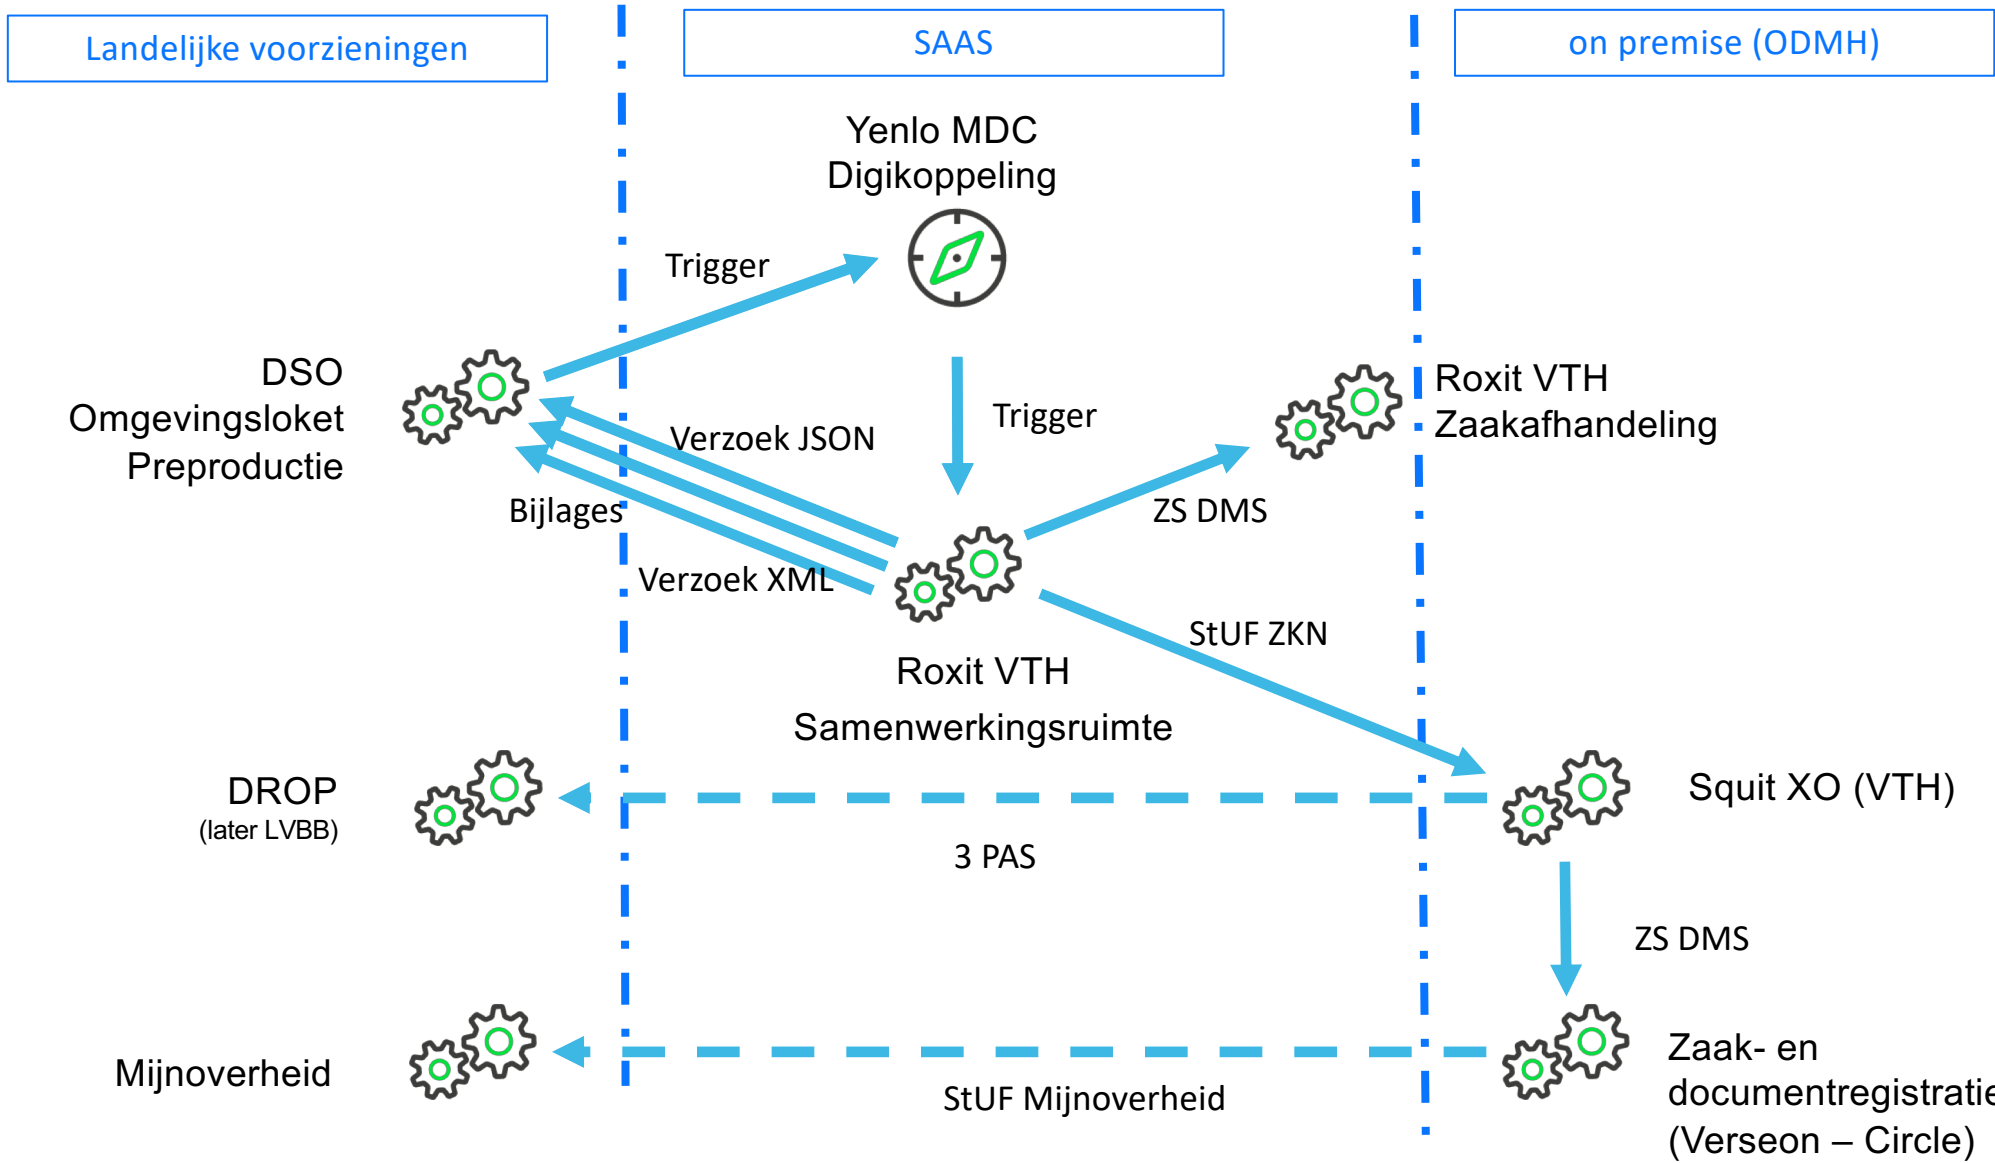 Landelijke voorzieningen
SAAS
on premise (ODMH)
Yenlo MDC
Digikoppeling
Trigger
DSO
Omgevingsloket
Preproductie
Verzoek JSON
Trigger
Roxit VTH
Zaakafhandeling
Bijlages
ZS DMS
Verzoek XML
StUF ZKN
Roxit VTH
Samenwerkingsruimte
DROP
(later LVBB)
Squit XO (VTH)
3 PAS
ZS DMS
Mijnoverheid
StUF Mijnoverheid
Zaak- en
documentregistratie
(Verseon – Circle)